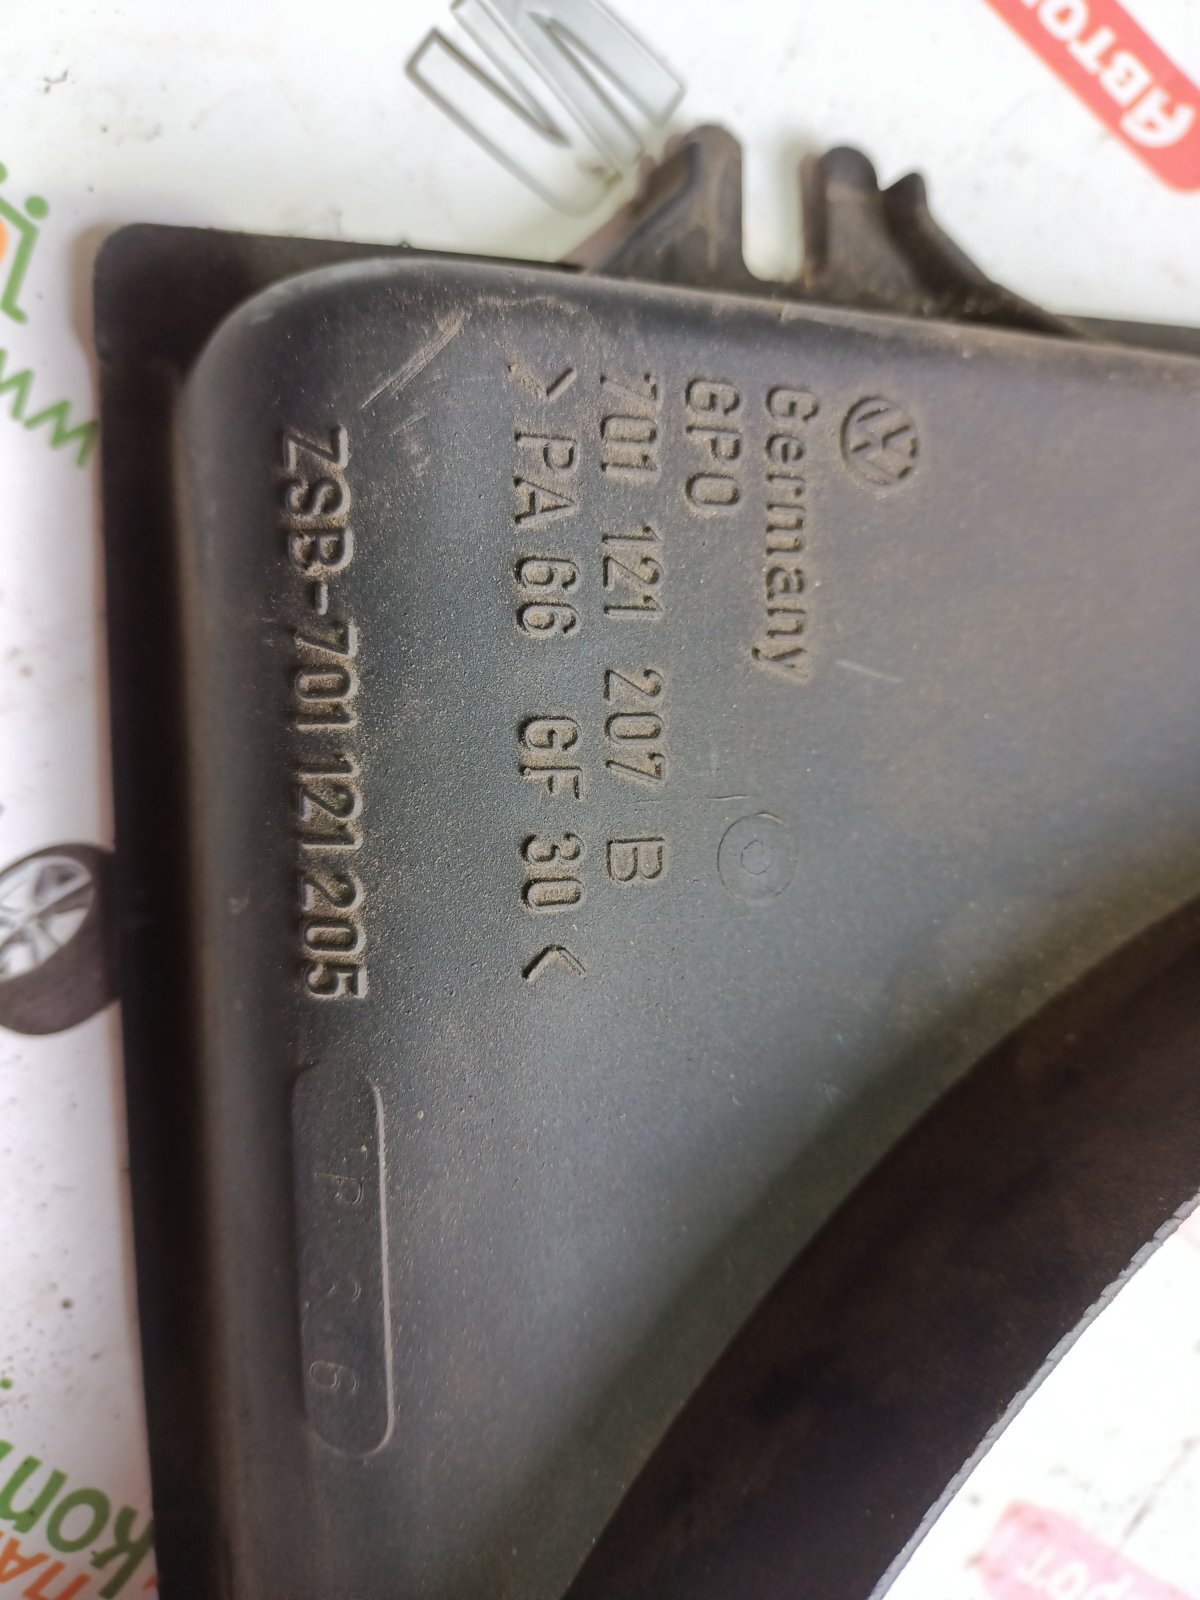 Germany
GPO
701 121 207 B
> PA 66 GF 30 <
ZSB-701 121 205